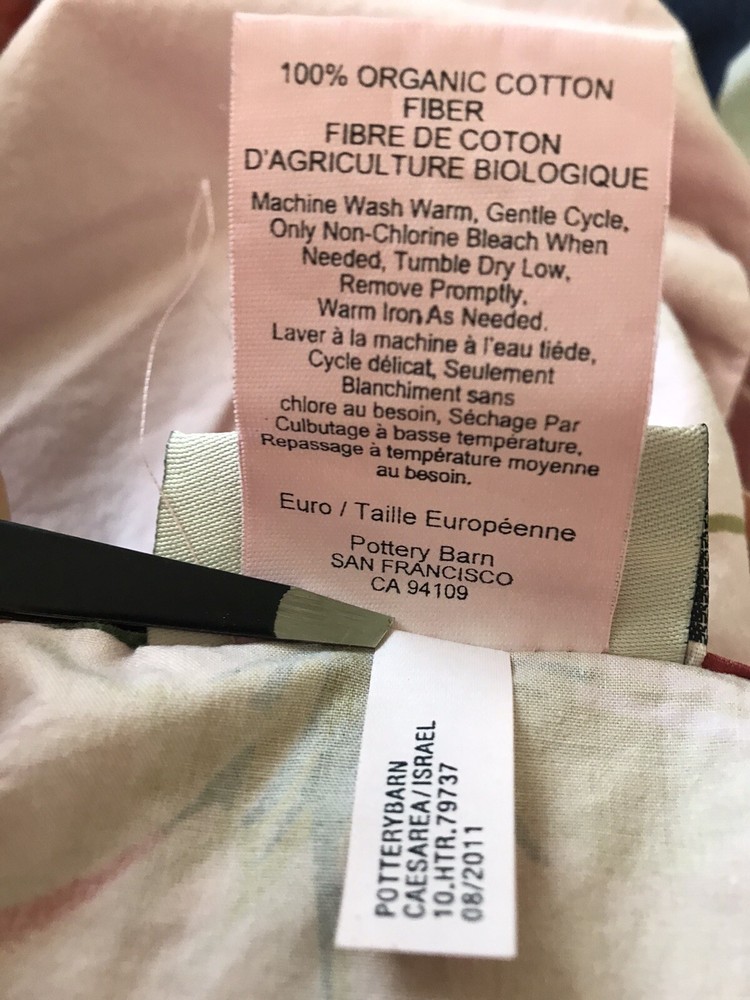 100% ORGANIC COTTON
FIBER
FIBRE DE COTON
D'AGRICULTURE BIOLOGIQUE
Machine Wash Warm, Gentle Cycle,
Only Non-Chlorine Bleach When
Needed, Tumble Dry Low,
Remove Promptly,
Warm Iron As Needed.
Laver à la machine à l'eau tiéde,
Cycle délicat, Seulement
Blanchiment sans
chlore au besoin, Séchage Par
Culbutage à basse température,
Repassage à température moyenne
au besoin.
Euro / Taille Européenne
Pottery Barn
SAN FRANCISCO
CA 94109
POTTERYBARN
CAESAREA/ISRAEL
10.HTR.79737
08/2011